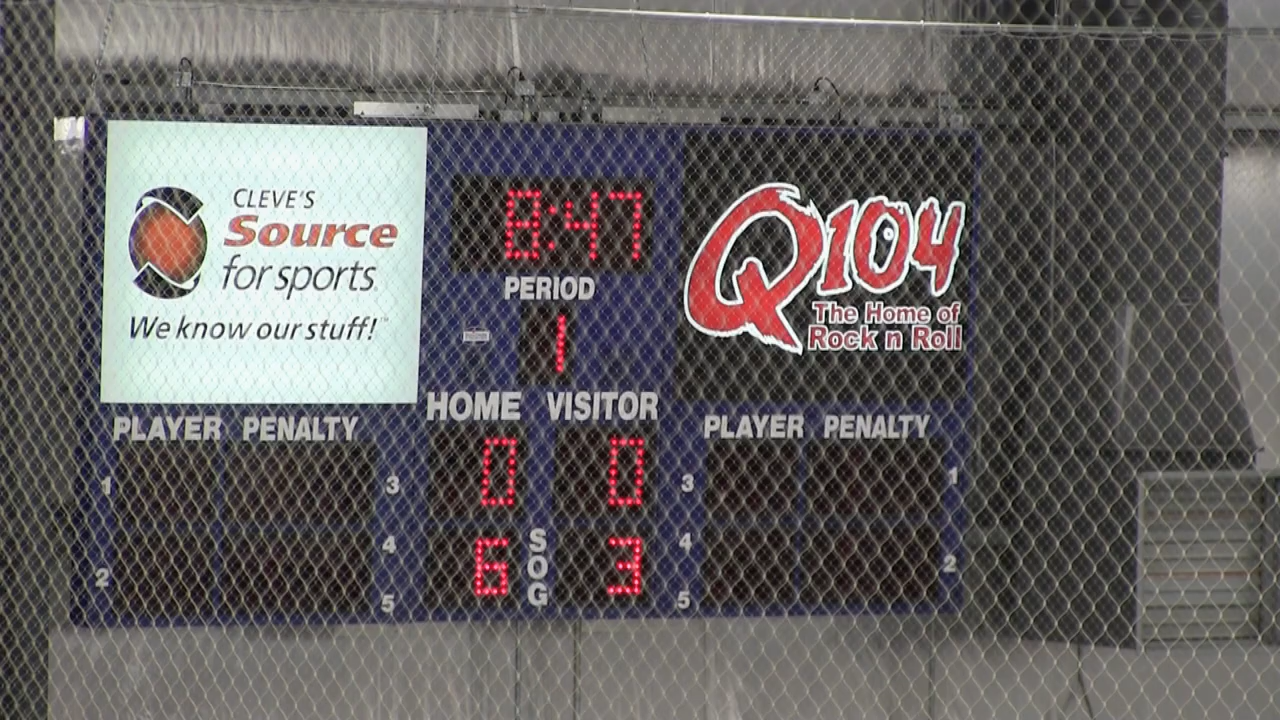 CLEVE'S
Source
for sports
We know our stuff!™
8:47
PERIOD
1
Q104
The Home of
Rock n Roll
HOME VISITOR
0 0
6 SOG 3
PLAYER PENALTY
1 3
2 4
5
PLAYER PENALTY
3 1
4 2
5